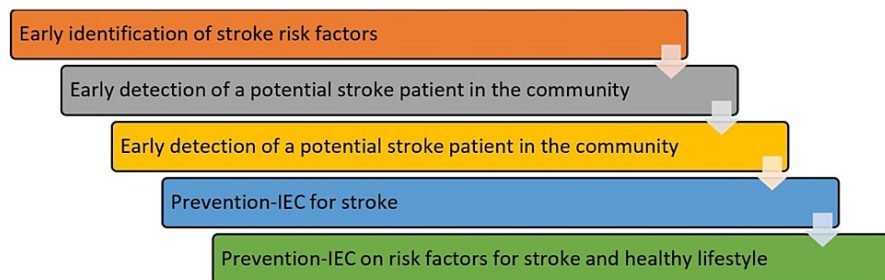 Early identification of stroke risk factors
Early detection of a potential stroke patient in the community
Early detection of a potential stroke patient in the community
Prevention-IEC for stroke
Prevention-IEC on risk factors for stroke and healthy lifestyle